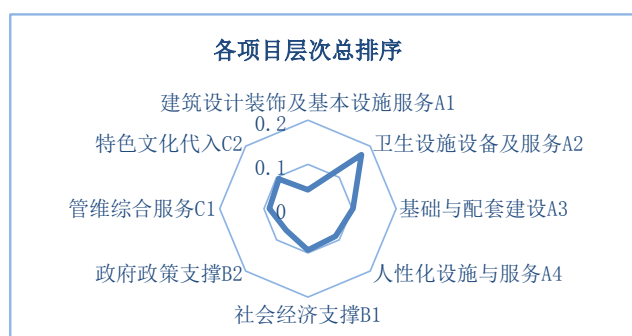 各项目层次总排序
建筑设计装饰及基本设施服务A1
0.2
特色文化代入C2
卫生设施设备及服务A2
0.1
管维综合服务C1
0
基础与配套建设A3
政府政策支撑B2
人性化设施与服务A4
社会经济支撑B1